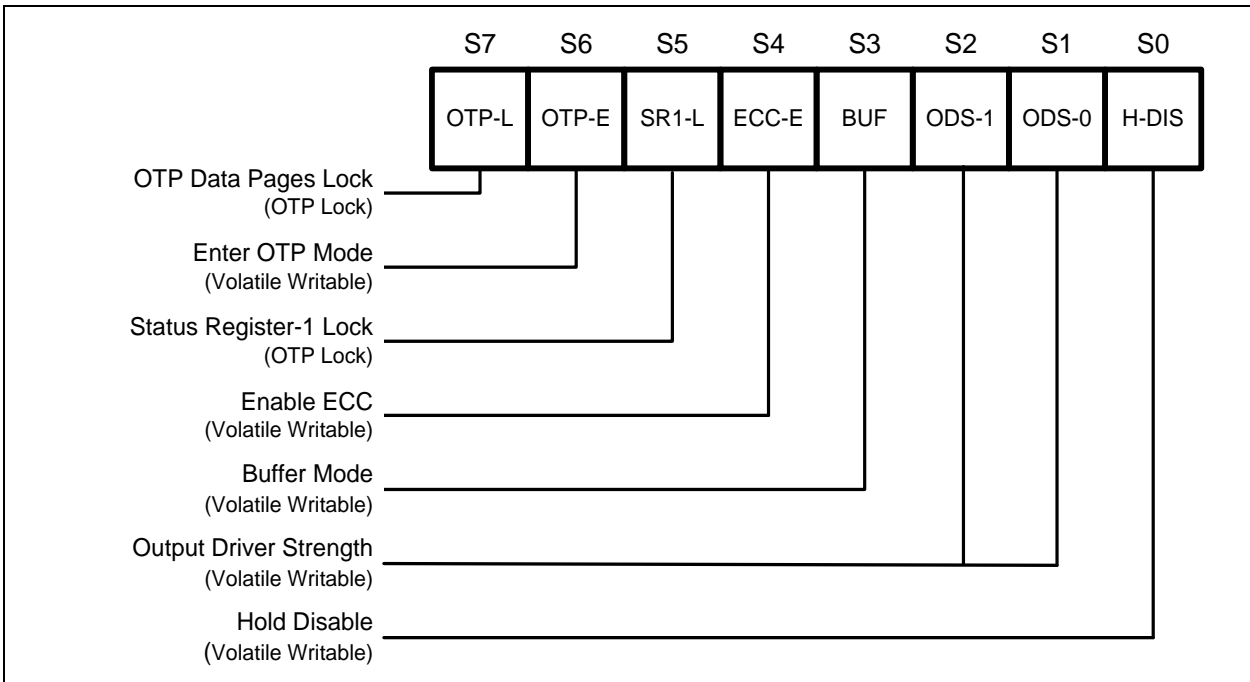 S7 S6 S5 S4 S3 S2 S1 S0
OTP-L OTP-E SR1-L ECC-E BUF ODS-1 ODS-0 H-DIS
OTP Data Pages Lock
(OTP Lock)
Enter OTP Mode
(Volatile Writable)
Status Register-1 Lock
(OTP Lock)
Enable ECC
(Volatile Writable)
Buffer Mode
(Volatile Writable)
Output Driver Strength
(Volatile Writable)
Hold Disable
(Volatile Writable)